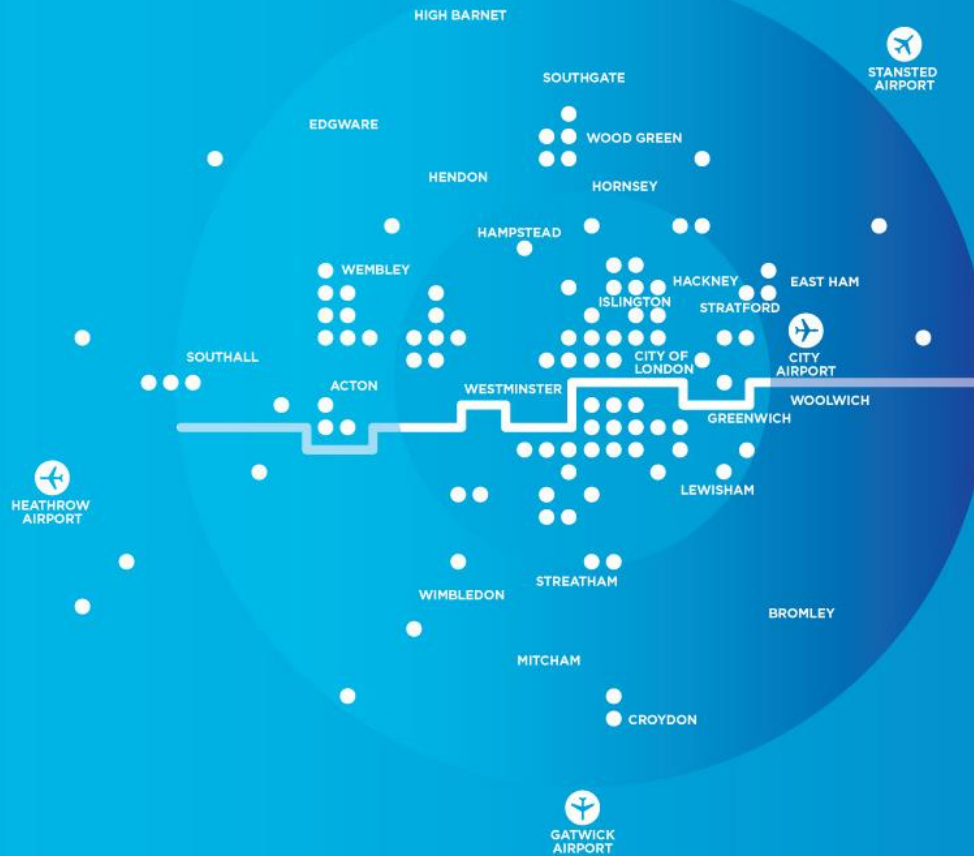 HIGH BARNET
STANSTED
AIRPORT
SOUTHGATE
EDGWARE
WOOD GREEN
HENDON
HORNSEY
HAMPSTEAD
WEMBLEY
HACKNEY
EAST HAM
ISLINGTON
STRATFORD
SOUTHALL
CITY OF
LONDON
CITY
AIRPORT
ACTON
WESTMINSTER
WOOLWICH
GREENWICH
LEWISHAM
HEATHROW
AIRPORT
STREATHAM
WIMBLEDON
BROMLEY
MITCHAM
CROYDON
GATWICK
AIRPORT